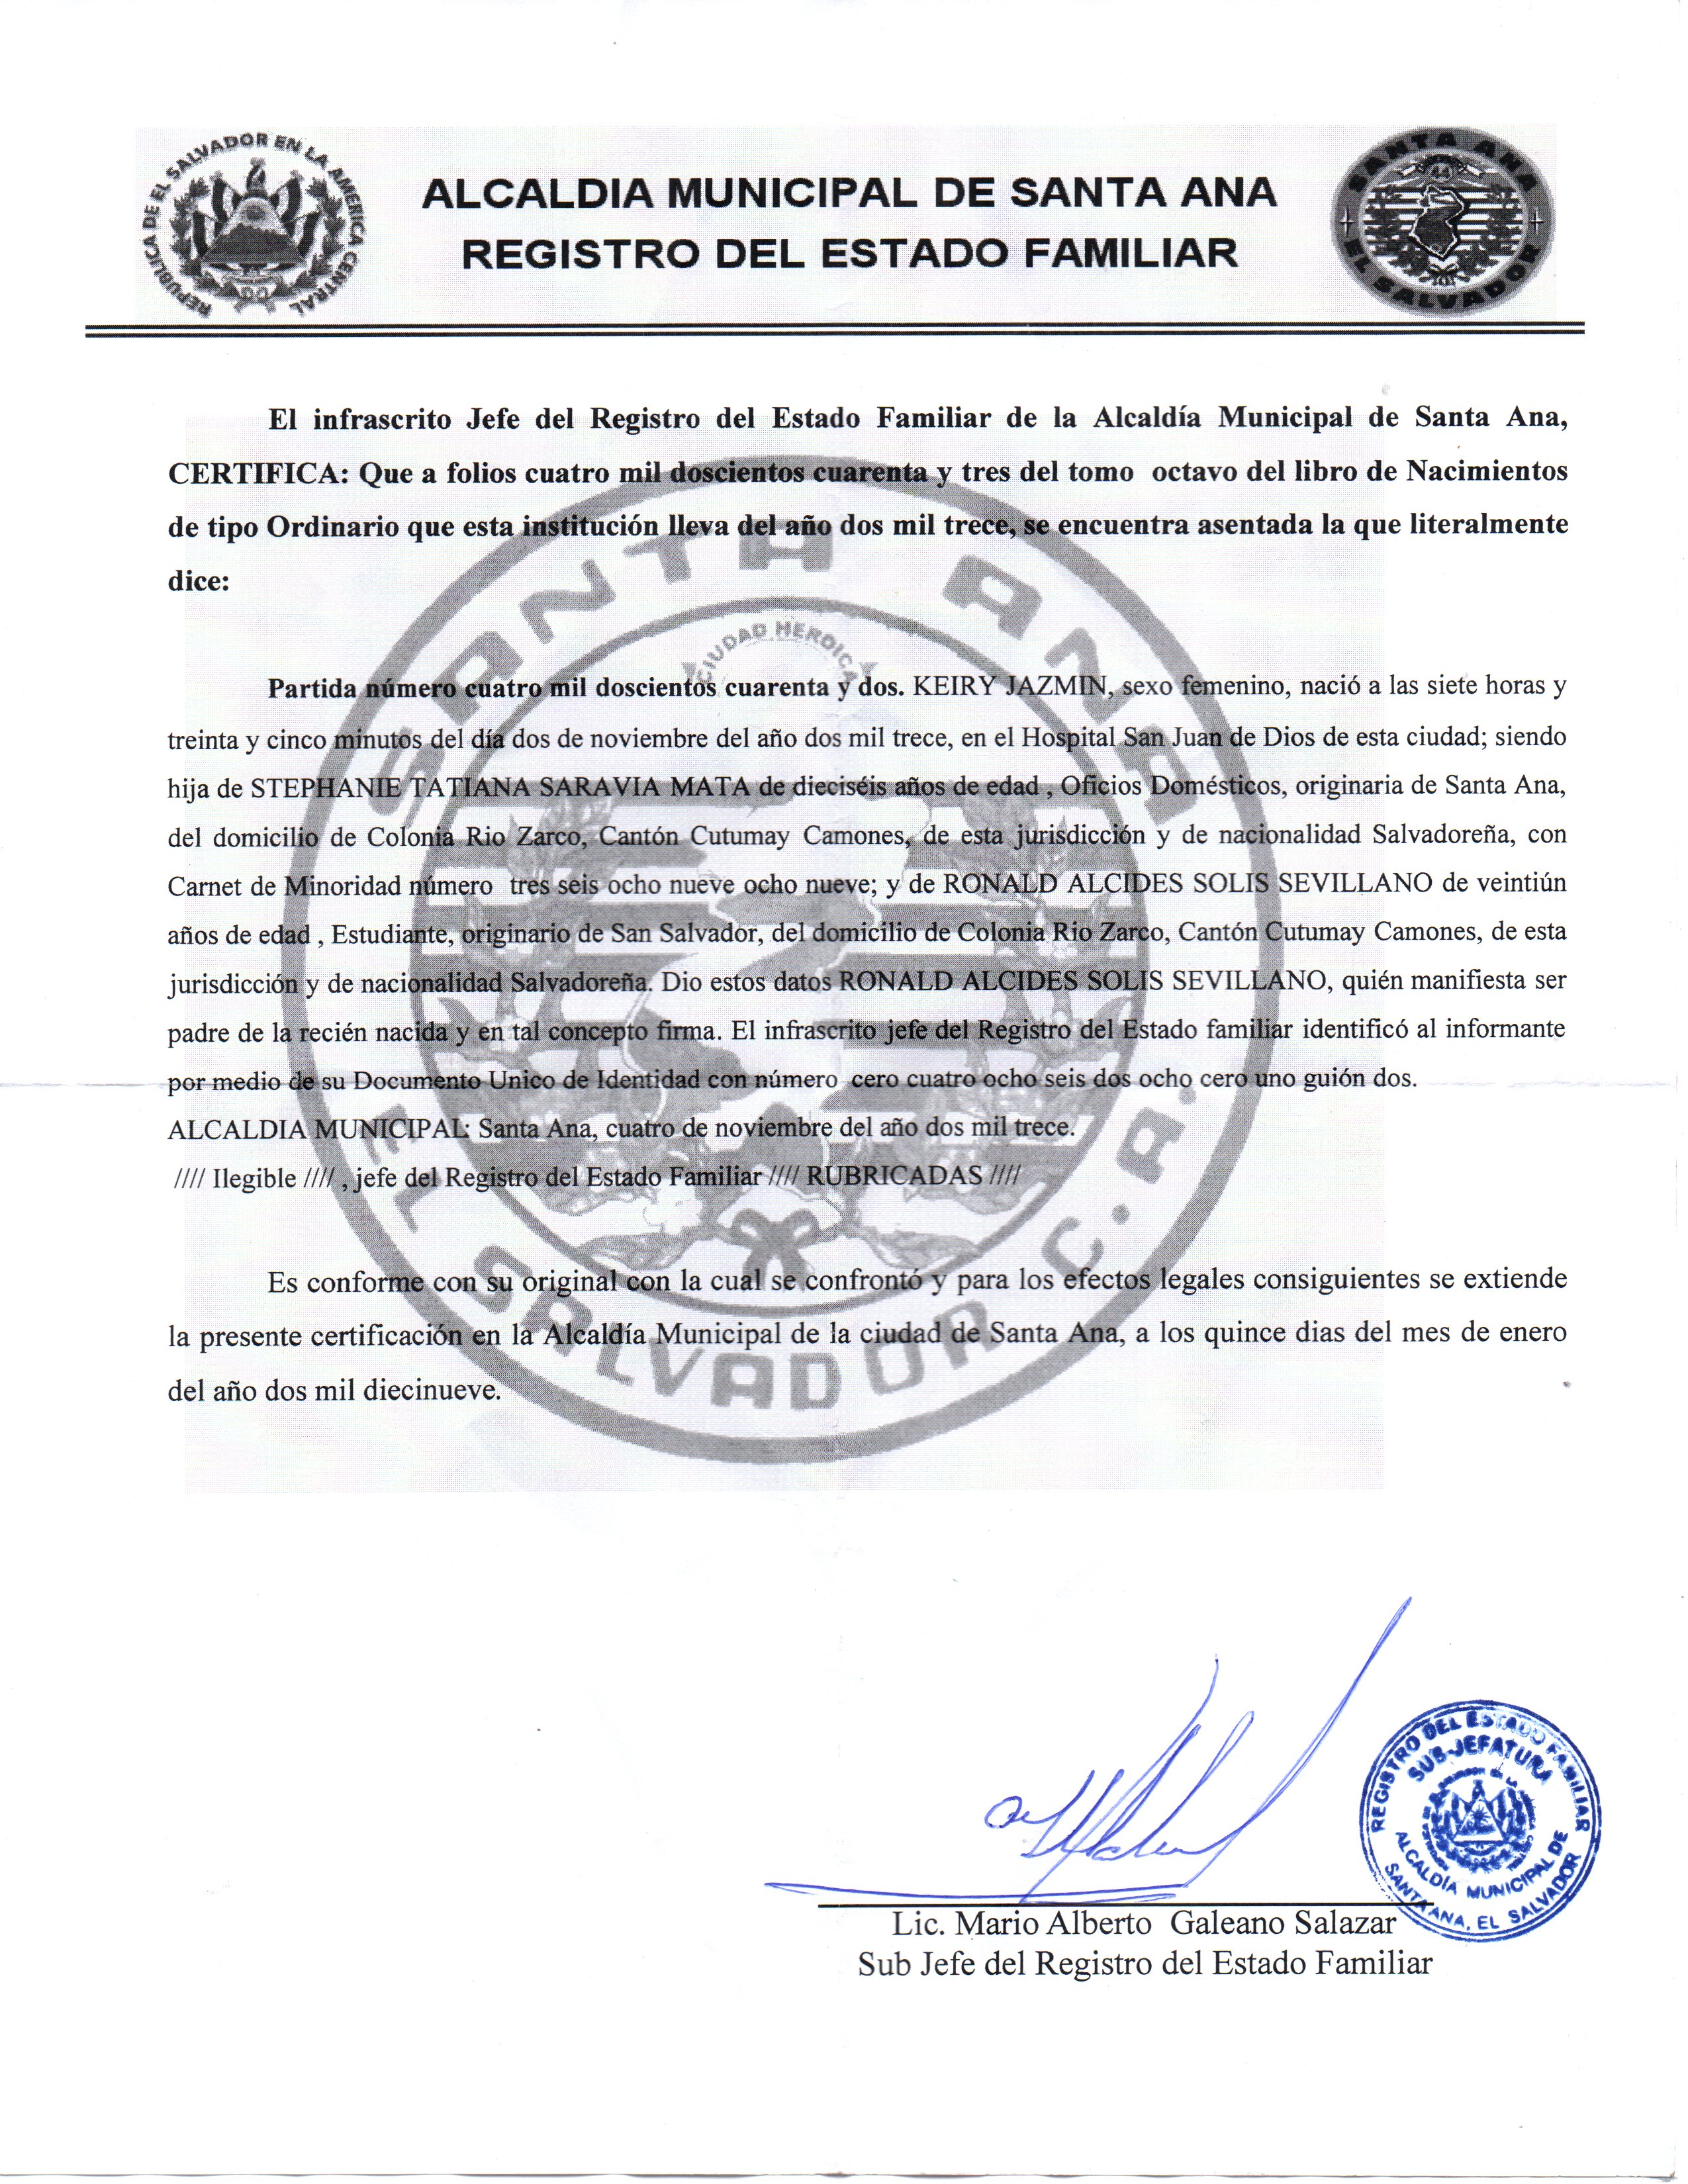 REPUBLICA DE EL SALVADOR EN LA AMERICA CENTRAL
ALCALDIA MUNICIPAL DE SANTA ANA
REGISTRO DEL ESTADO FAMILIAR
SANTA ANA
44
EL SALVADOR
El infrascrito Jefe del Registro del Estado Familiar de la Alcaldía Municipal de Santa Ana,
CERTIFICA: Que a folios cuatro mil doscientos cuarenta y tres del tomo octavo del libro de Nacimientos
de tipo Ordinario que esta institución lleva del año dos mil trece, se encuentra asentada la que literalmente
dice:
SANTA ANA
CIUDAD HEROICA
Partida número cuatro mil doscientos cuarenta y dos. KEIRY JAZMIN, sexo femenino, nació a las siete horas y
treinta y cinco minutos del día dos de noviembre del año dos mil trece, en el Hospital San Juan de Dios de esta ciudad; siendo
hija de STEPHANIE TATIANA SARAVIA MATA de dieciséis años de edad , Oficios Domésticos, originaria de Santa Ana,
del domicilio de Colonia Rio Zarco, Cantón Cutumay Camones, de esta jurisdicción y de nacionalidad Salvadoreña, con
Carnet de Minoridad número tres seis ocho nueve ocho nueve; y de RONALD ALCIDES SOLIS SEVILLANO de veintiún
años de edad , Estudiante, originario de San Salvador, del domicilio de Colonia Rio Zarco, Cantón Cutumay Camones, de esta
jurisdicción y de nacionalidad Salvadoreña. Dio estos datos RONALD ALCIDES SOLIS SEVILLANO, quién manifiesta ser
padre de la recién nacida y en tal concepto firma. El infrascrito jefe del Registro del Estado familiar identificó al informante
por medio de su Documento Unico de Identidad con número cero cuatro ocho seis dos ocho cero uno guión dos.
ALCALDIA MUNICIPAL: Santa Ana, cuatro de noviembre del año dos mil trece.
//// Ilegible //// , jefe del Registro del Estado Familiar //// RUBRICADAS ////
EL SALVADOR C.A.
Es conforme con su original con la cual se confrontó y para los efectos legales consiguientes se extiende
la presente certificación en la Alcaldía Municipal de la ciudad de Santa Ana, a los quince dias del mes de enero
del año dos mil diecinueve.
REGISTRO DEL ESTADO FAMILIAR
SUB-JEFATURA
ALCALDÍA MUNICIPAL DE
SANTA ANA, EL SALVADOR
Lic. Mario Alberto Galeano Salazar
Sub Jefe del Registro del Estado Familiar